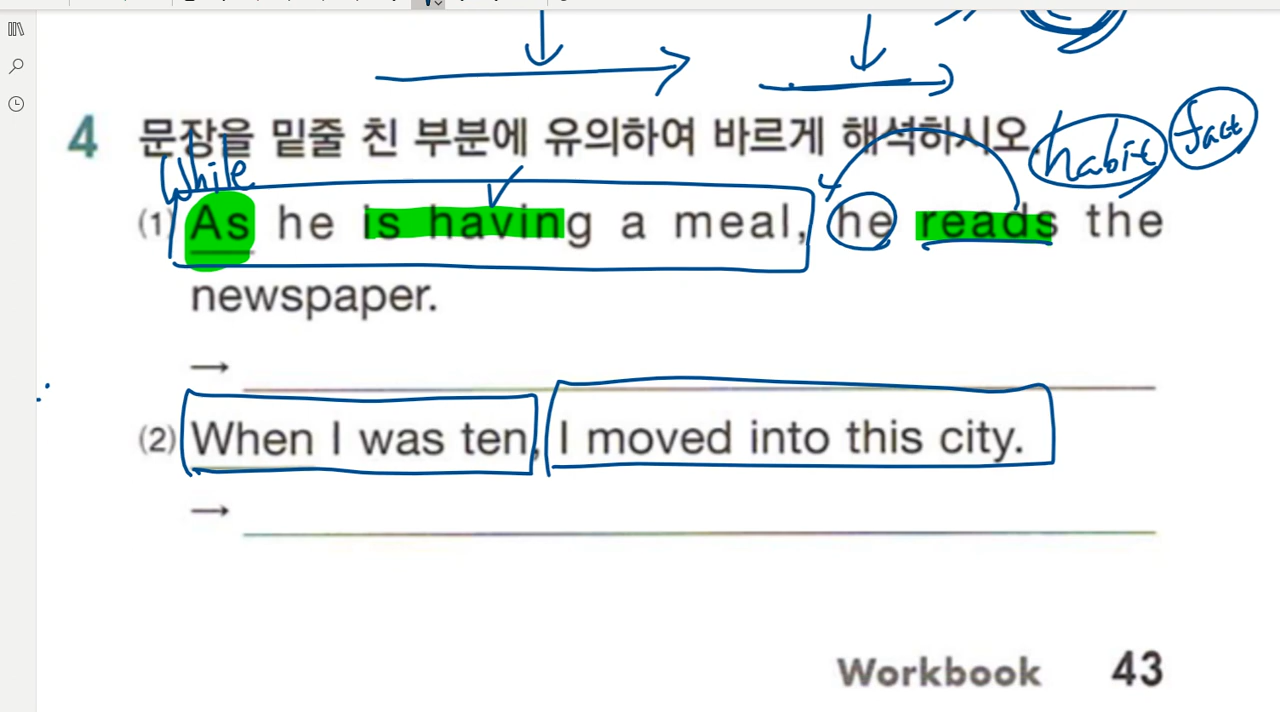 4 문장을 밑줄 친 부분에 유의하여 바르게 해석하시오.
habit fact
While
(1) As he is having a meal, he reads the
newspaper.
→
(2) When I was ten, I moved into this city.
→
Workbook 43